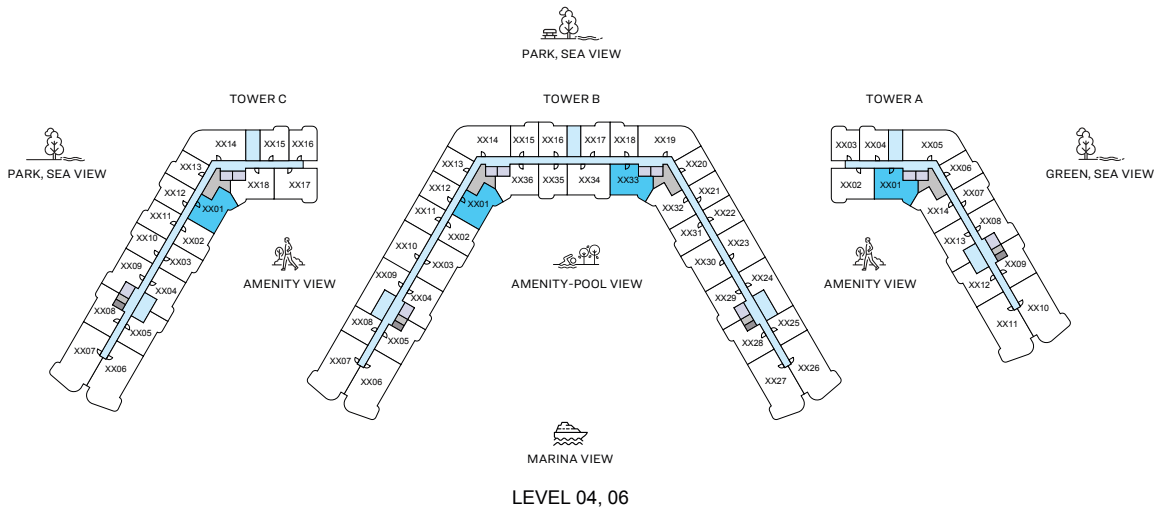 PARK, SEA VIEW
TOWER C
TOWER B
TOWER A
PARK, SEA VIEW
GREEN, SEA VIEW
XX14
XX15
XX16
XX13
XX12
XX11
XX10
XX09
XX08
XX07
XX06
XX05
XX04
XX03
XX02
XX01
XX18
XX17
XX14
XX15
XX16
XX17
XX18
XX19
XX13
XX12
XX11
XX10
XX09
XX08
XX07
XX06
XX05
XX04
XX03
XX02
XX01
XX36
XX35
XX34
XX33
XX32
XX31
XX30
XX29
XX28
XX27
XX26
XX25
XX24
XX23
XX22
XX21
XX20
XX03
XX04
XX05
XX02
XX01
XX14
XX13
XX12
XX11
XX10
XX09
XX08
XX07
XX06
AMENITY VIEW
AMENITY-POOL VIEW
AMENITY VIEW
MARINA VIEW
LEVEL 04, 06